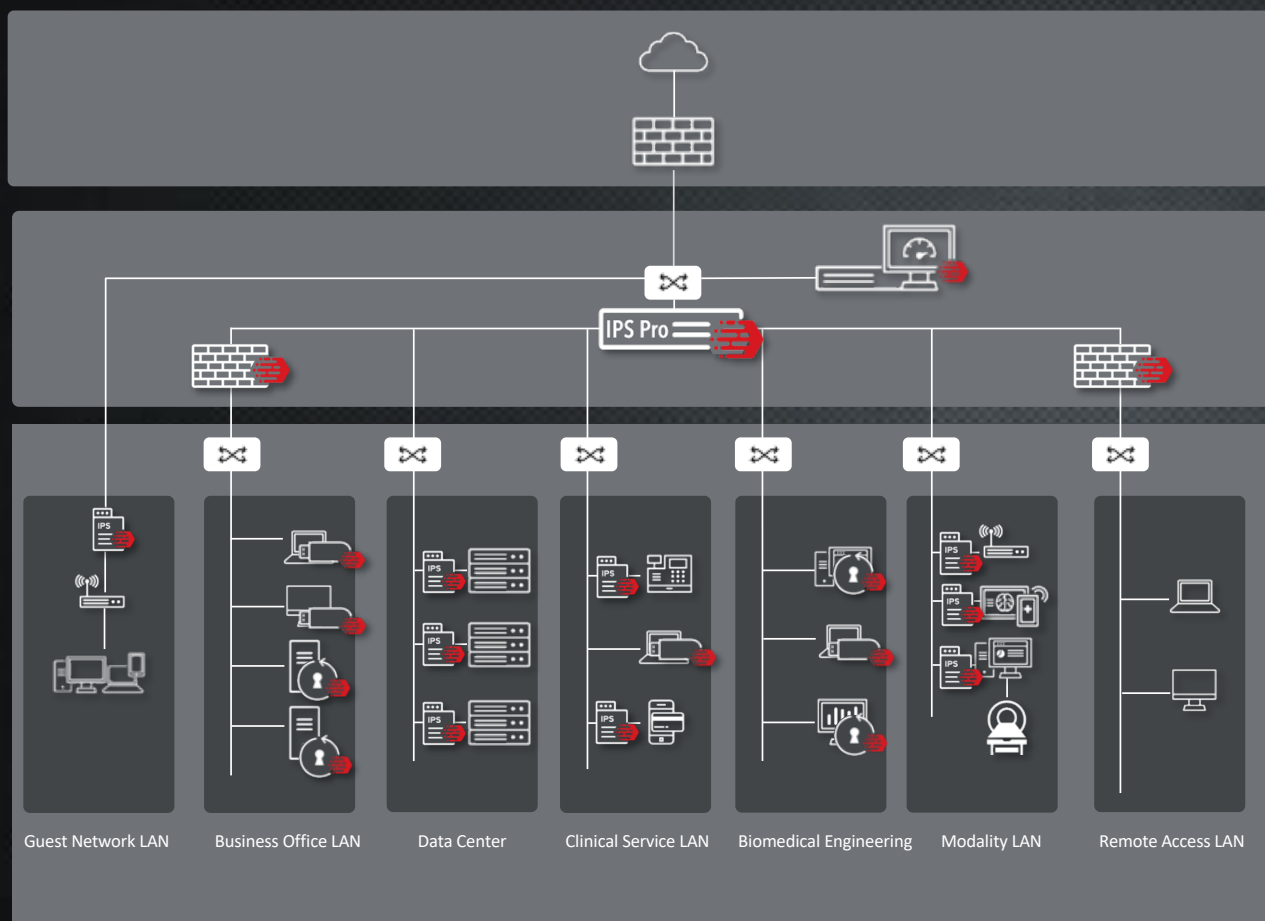 IPS Pro
IPS
IPS
IPS
IPS
IPS
IPS
IPS
IPS
IPS
Guest Network LAN
Business Office LAN
Data Center
Clinical Service LAN
Biomedical Engineering
Modality LAN
Remote Access LAN